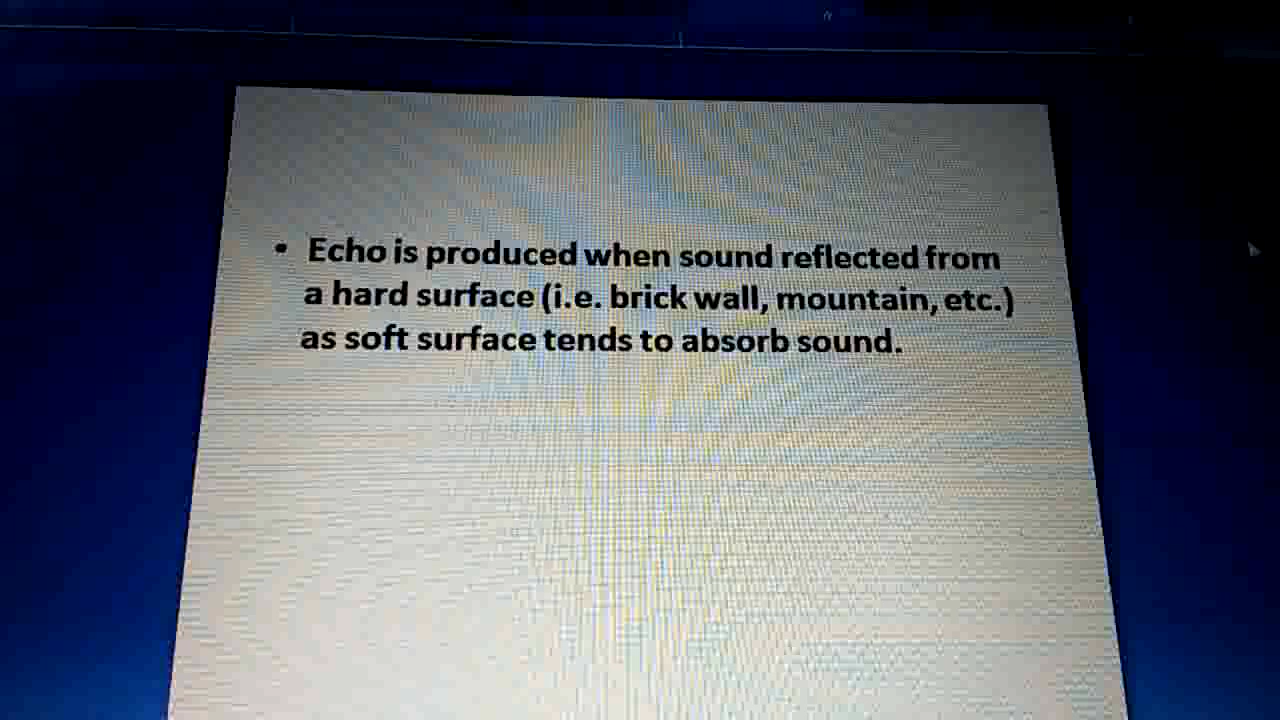 • Echo is produced when sound reflected from
a hard surface (i.e. brick wall, mountain, etc.)
as soft surface tends to absorb sound.